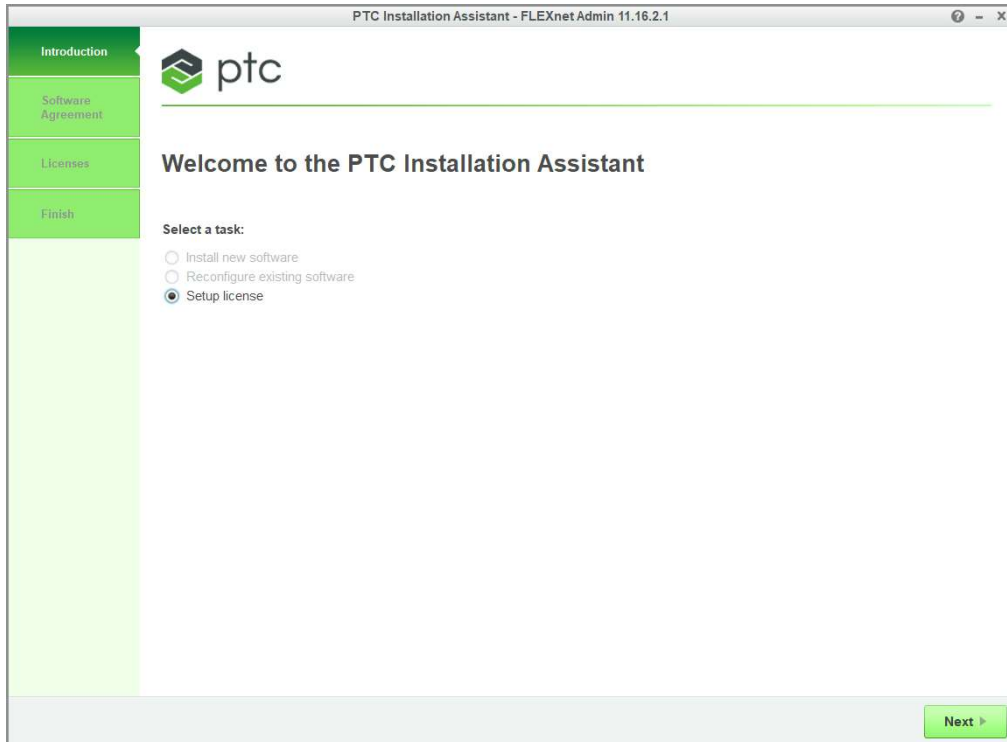 PTC Installation Assistant - FLEXnet Admin 11.16.2.1
Introduction
Software
Agreement
Licenses
Finish
ptc
Welcome to the PTC Installation Assistant
Select a task:
Install new software
Reconfigure existing software
Setup license
Next